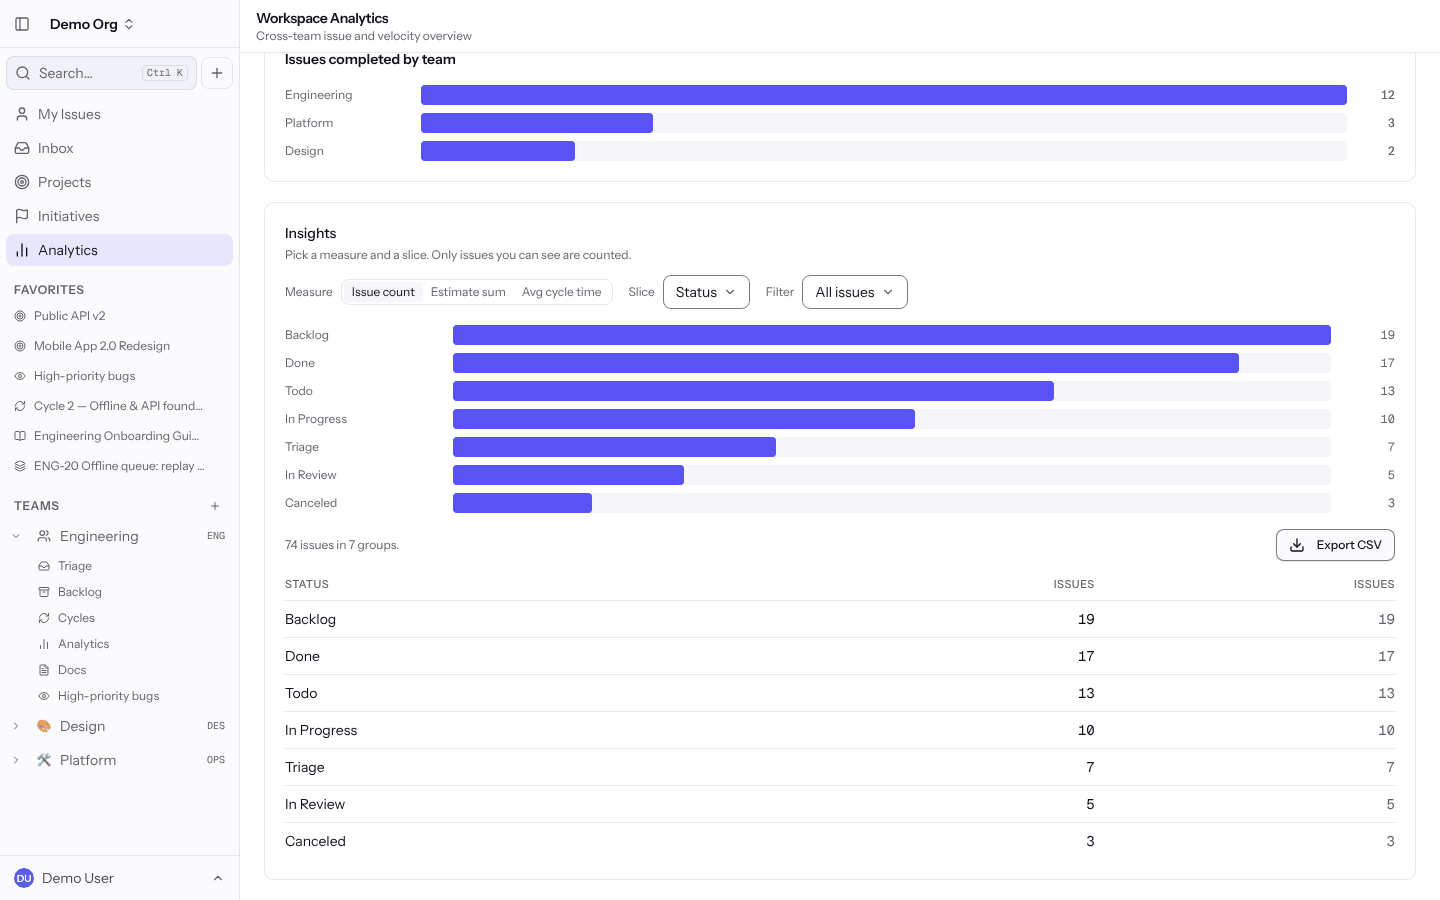 Demo Org
Search...
Ctrl K
My Issues
Inbox
Projects
Initiatives
Analytics
FAVORITES
Public API v2
Mobile App 2.0 Redesign
High-priority bugs
Cycle 2 — Offline & API found...
Engineering Onboarding Gui...
ENG-20 Offline queue: replay ...
TEAMS
Engineering ENG
Triage
Backlog
Cycles
Analytics
Docs
High-priority bugs
Design DES
Platform OPS
DU Demo User
Workspace Analytics
Cross-team issue and velocity overview
Issues completed by team
Engineering 12
Platform 3
Design 2
Insights
Pick a measure and a slice. Only issues you can see are counted.
Measure Issue count Estimate sum Avg cycle time Slice Status Filter All issues
Backlog 19
Done 17
Todo 13
In Progress 10
Triage 7
In Review 5
Canceled 3
74 issues in 7 groups.
Export CSV
STATUS ISSUES ISSUES
Backlog 19 19
Done 17 17
Todo 13 13
In Progress 10 10
Triage 7 7
In Review 5 5
Canceled 3 3